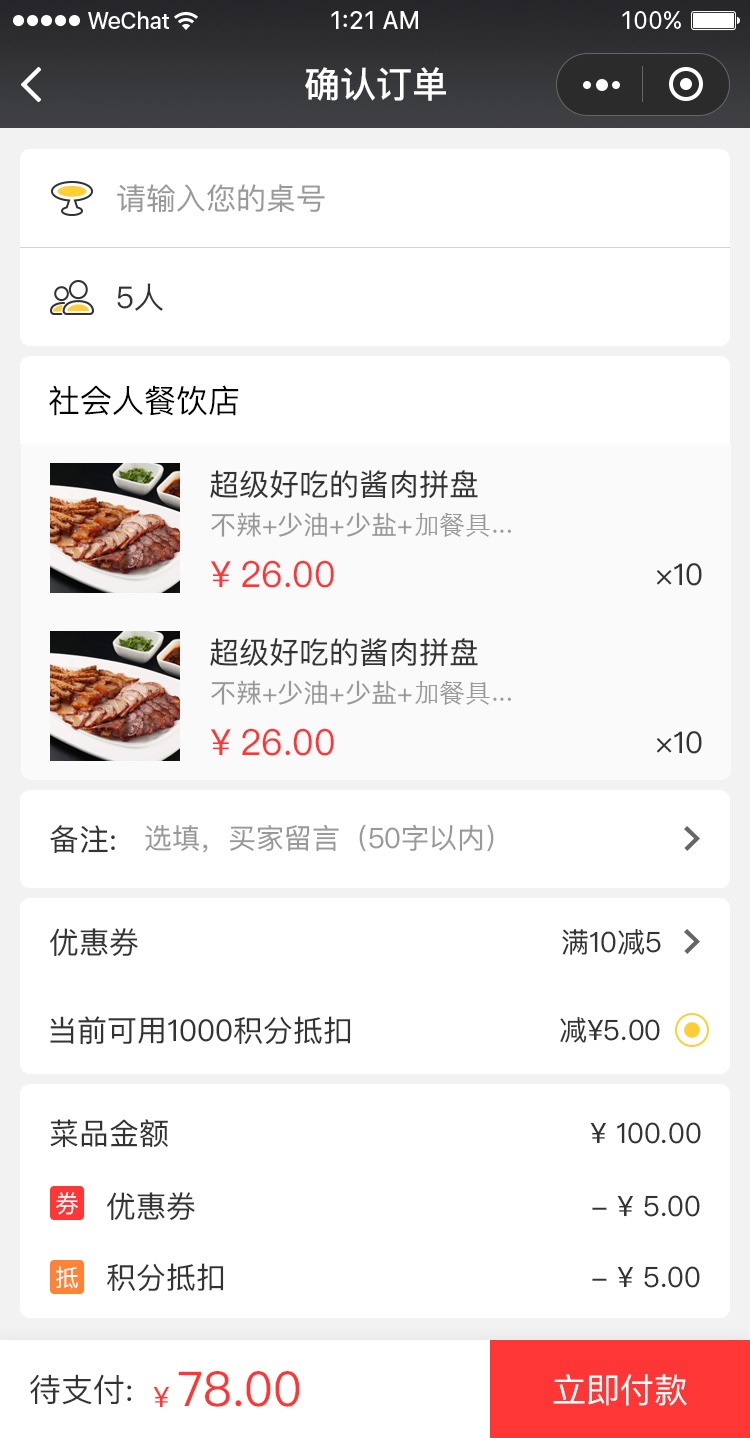 WeChat 1:21 AM 100%
确认订单
请输入您的桌号
5人
社会人餐饮店
超级好吃的酱肉拼盘
不辣+少油+少盐+加餐具...
¥ 26.00 ×10
超级好吃的酱肉拼盘
不辣+少油+少盐+加餐具...
¥ 26.00 ×10
备注: 选填，买家留言（50字以内）
优惠券 满10减5
当前可用1000积分抵扣 减¥5.00
菜品金额 ¥ 100.00
券 优惠券 – ¥ 5.00
抵 积分抵扣 – ¥ 5.00
待支付: ¥ 78.00 立即付款